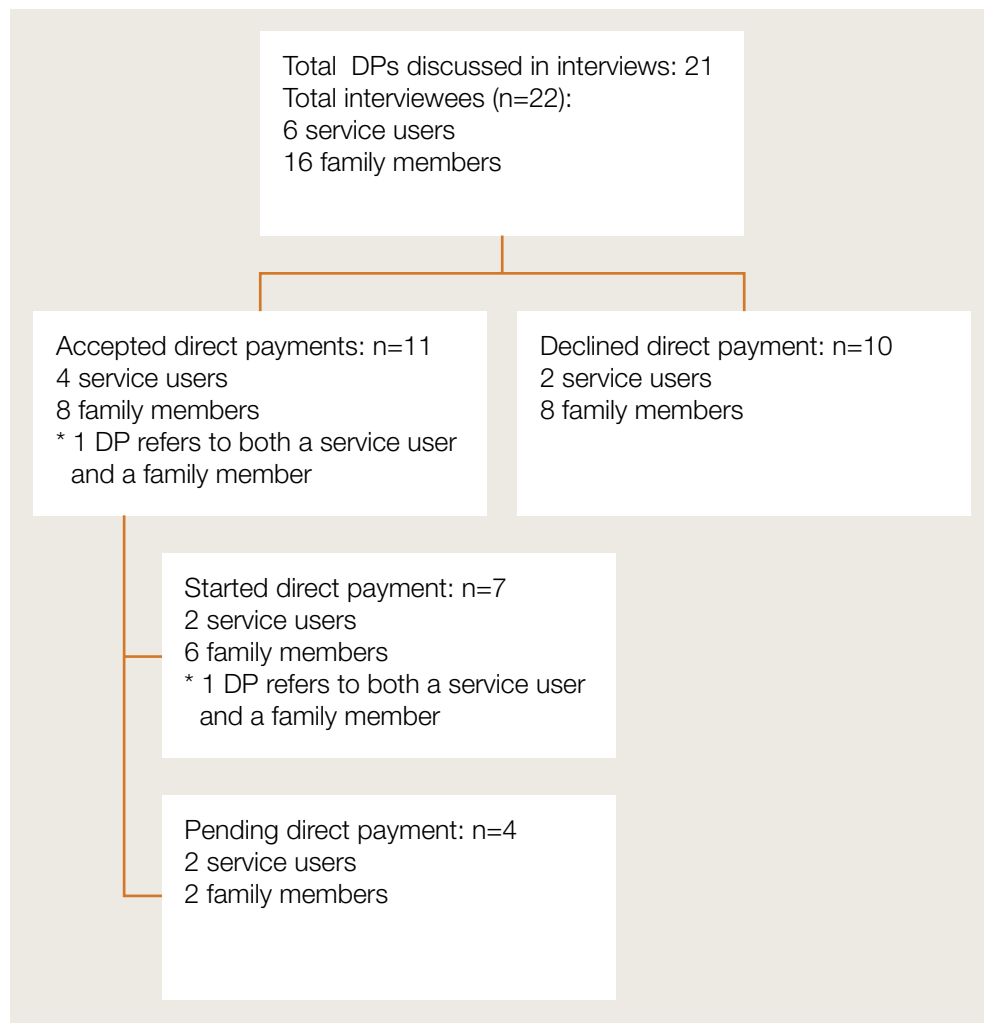 Total  DPs discussed in interviews: 21
Total interviewees (n=22):
6 service users
16 family members
Accepted direct payments: n=11
4 service users
8 family members
* 1 DP refers to both a service user
and a family member
Declined direct payment: n=10
2 service users
8 family members
Started direct payment: n=7
2 service users
6 family members
* 1 DP refers to both a service user
and a family member
Pending direct payment: n=4
2 service users
2 family members